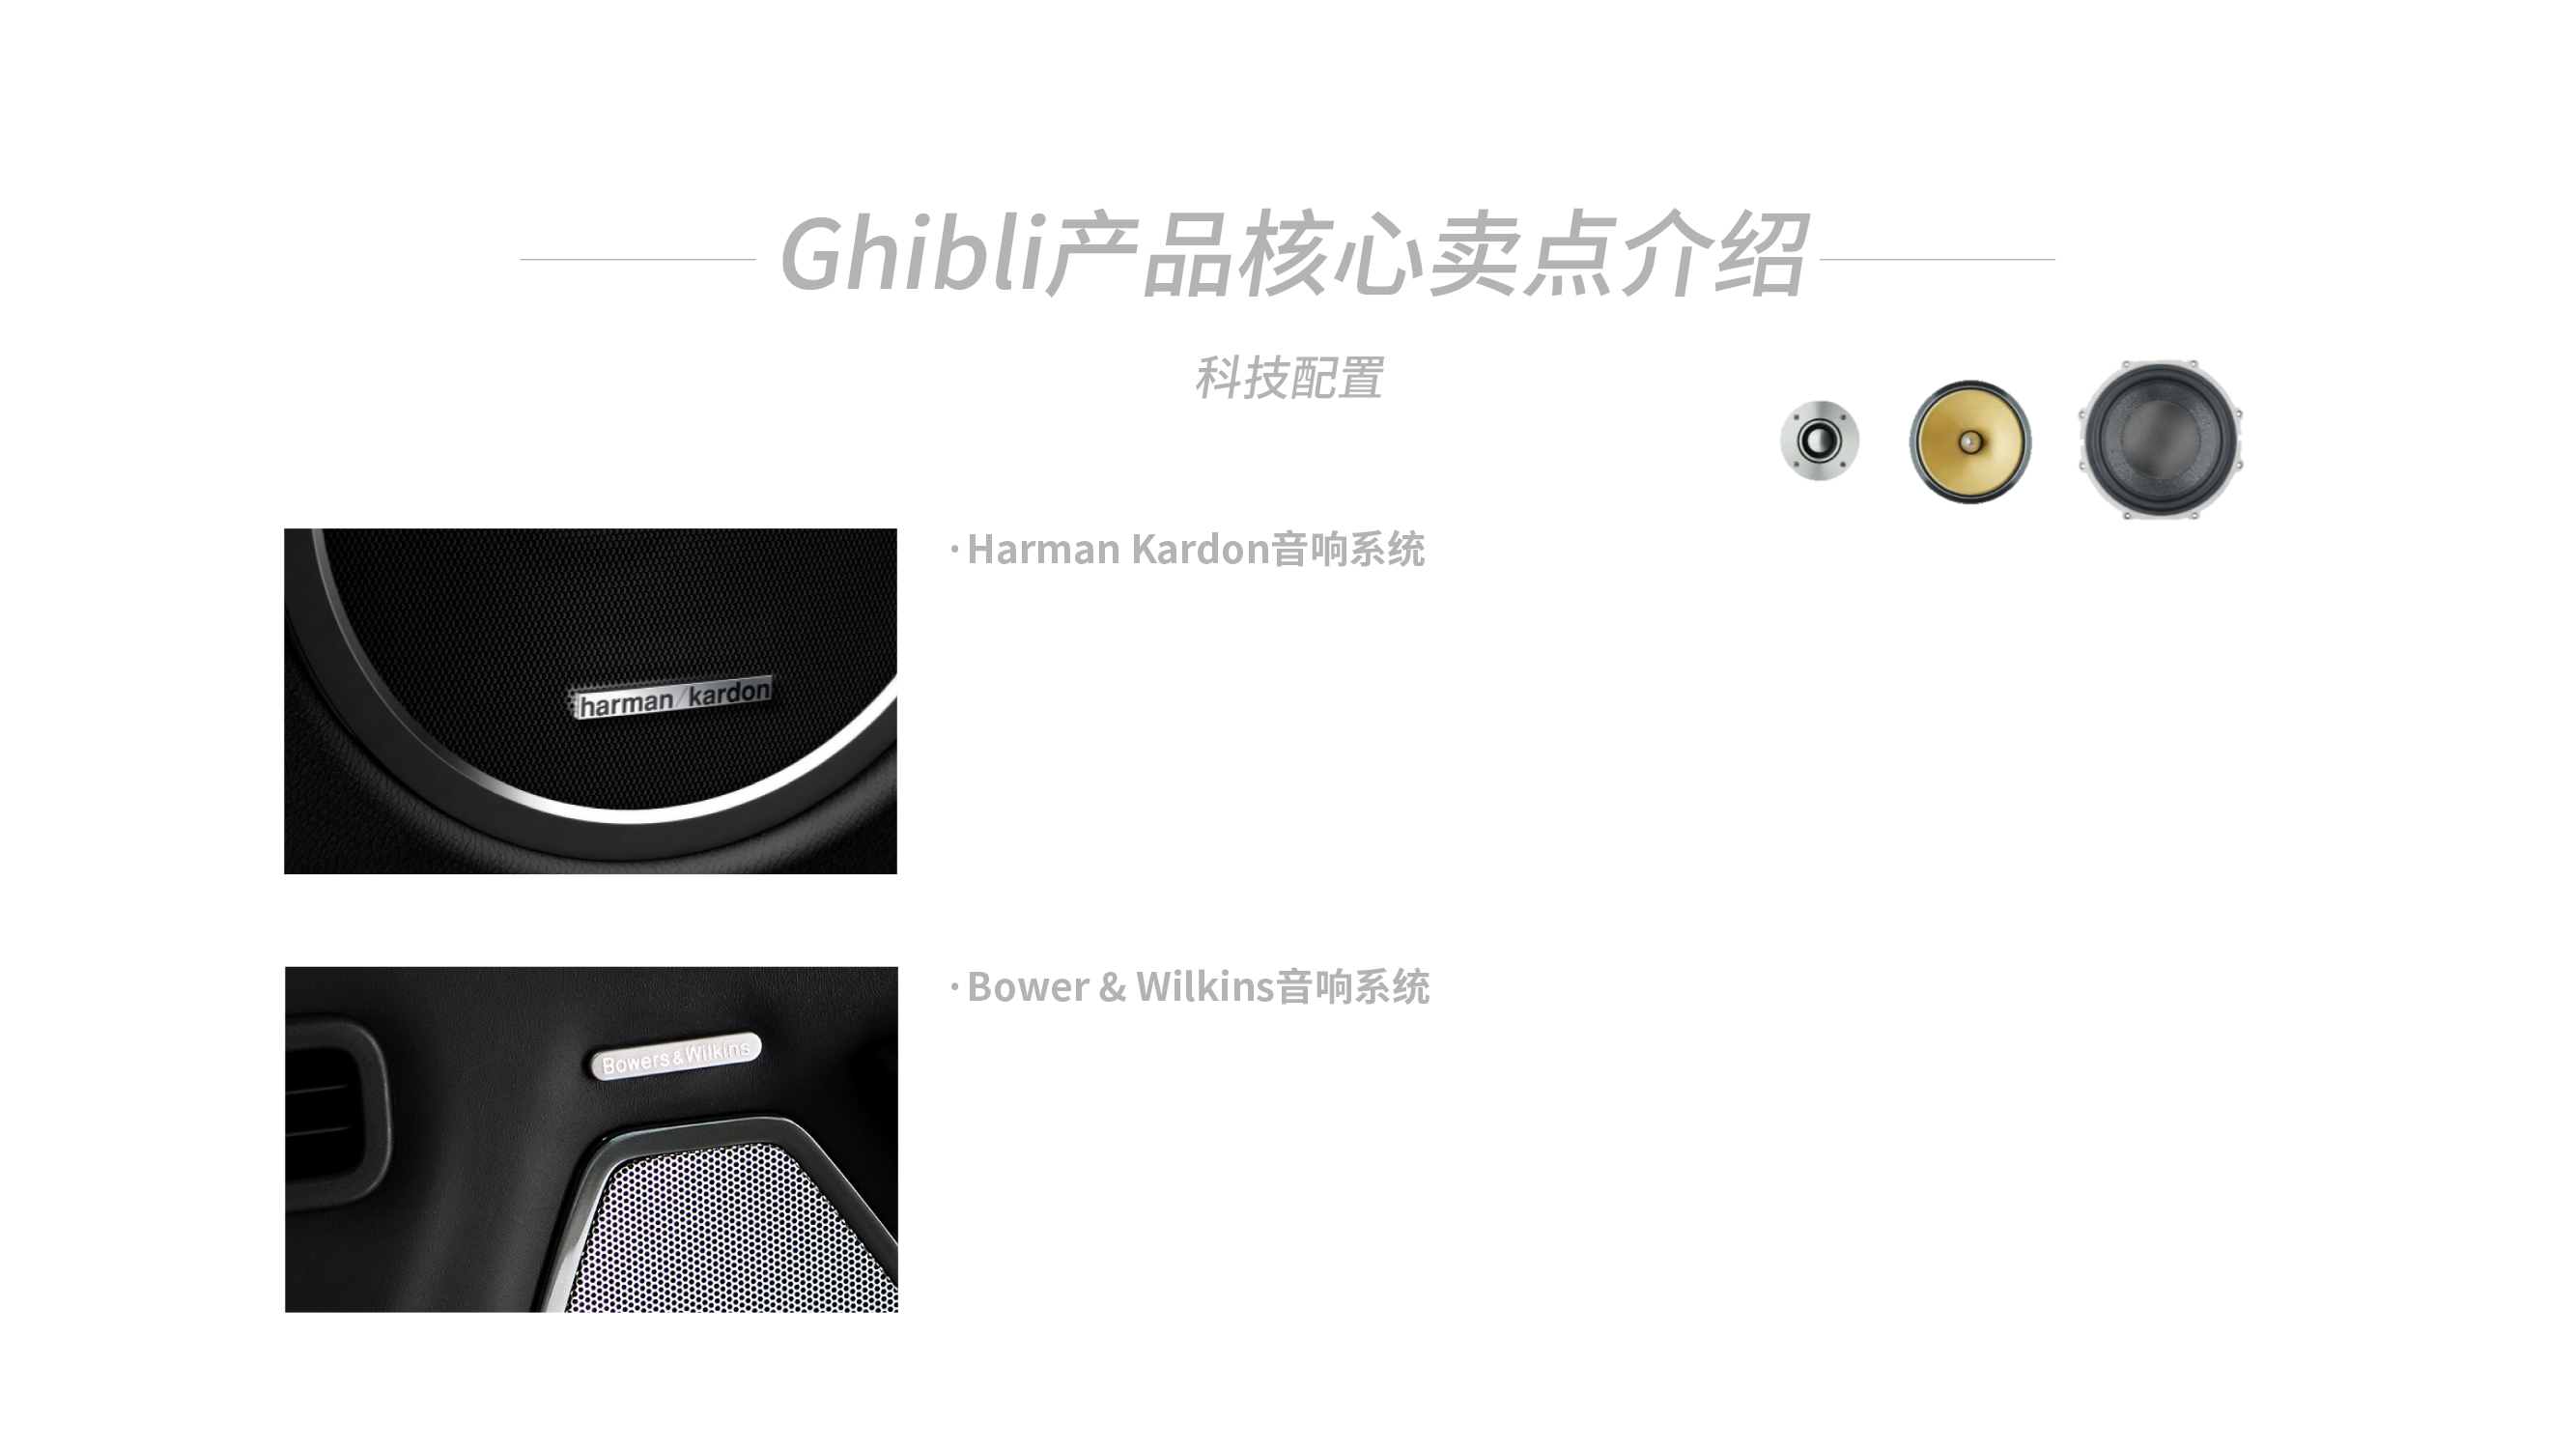 Ghibli产品核心卖点介绍
科技配置
·Harman Kardon音响系统
harman/kardon
·Bower & Wilkins音响系统
Bowers&Wilkins